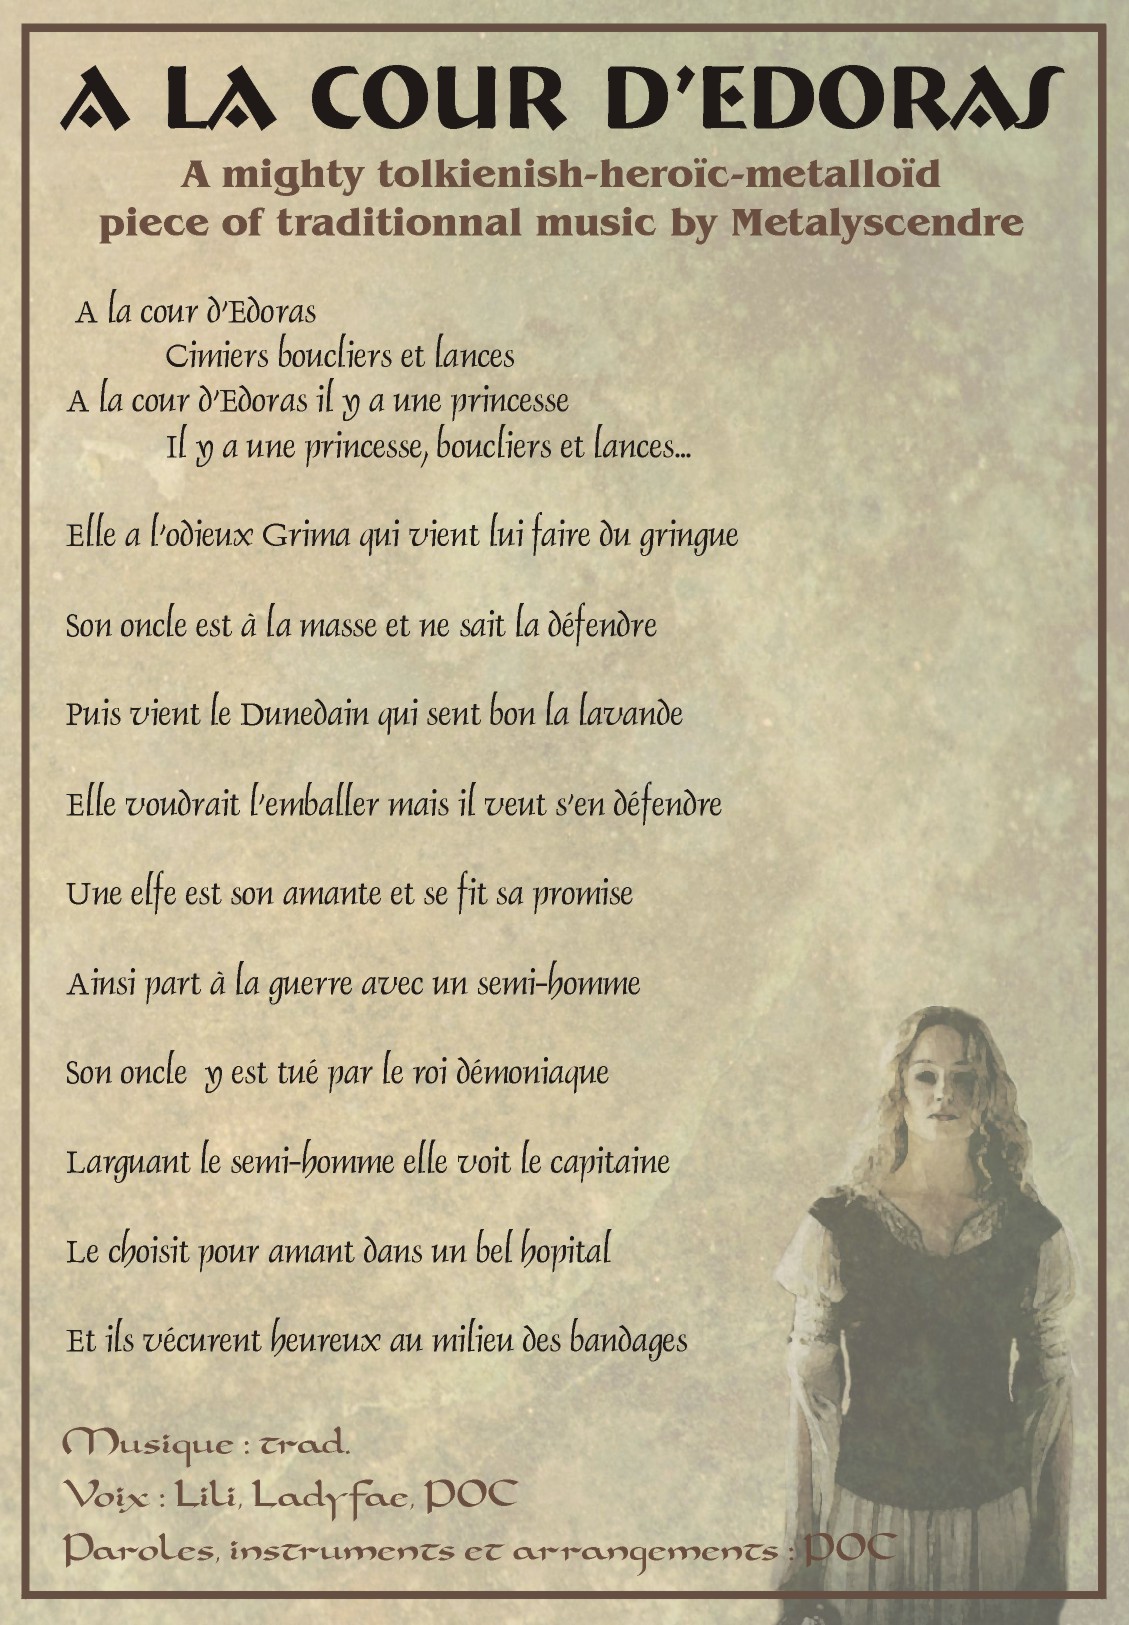 A LA COUR D'EDORAS
A mighty tolkienish-heroïc-metalloïd
piece of traditionnal music by Metalyscendre
A la cour d'Edoras
Cimiers boucliers et lances
A la cour d'Edoras il y a une princesse
Il y a une princesse, boucliers et lances...
Elle a l'odieux Grima qui vient lui faire du gringue
Son oncle est à la masse et ne sait la défendre
Puis vient le Dunedain qui sent bon la lavande
Elle voudrait l'emballer mais il veut s'en défendre
Une elfe est son amante et se fit sa promise
Ainsi part à la guerre avec un semi-homme
Son oncle y est tué par le roi démoniaque
Larguant le semi-homme elle voit le capitaine
Le choisit pour amant dans un bel hopital
Et ils vécurent heureux au milieu des bandages
Musique : trad.
Voix : Lili, Ladyfae, POC
Paroles, instruments et arrangements : POC